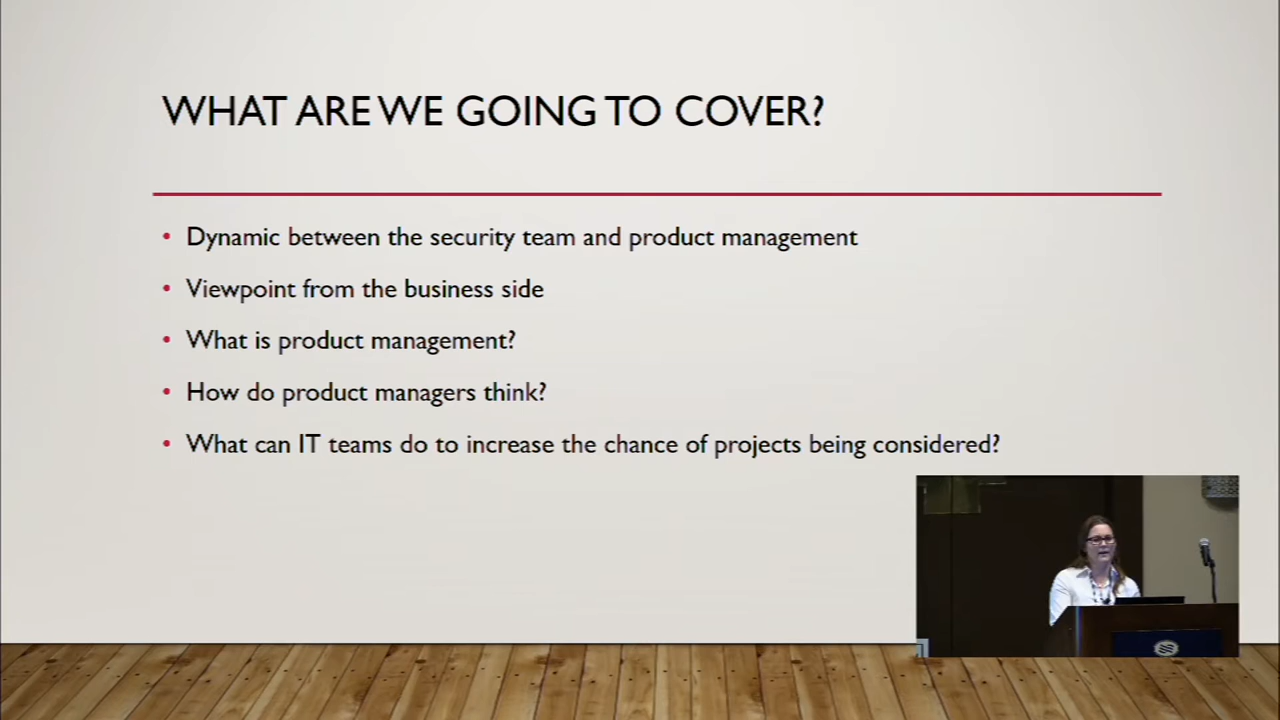 WHAT ARE WE GOING TO COVER?
• Dynamic between the security team and product management
• Viewpoint from the business side
• What is product management?
• How do product managers think?
• What can IT teams do to increase the chance of projects being considered?